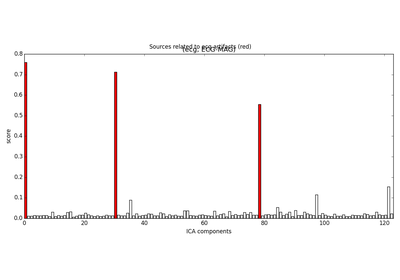 Sources related to ecg artifacts (red)
(ecg, ECG-MAG)
0.8
0.7
0.6
0.5
0.4
0.3
0.2
0.1
0.0
score
0 20 40 60 80 100 120
ICA components